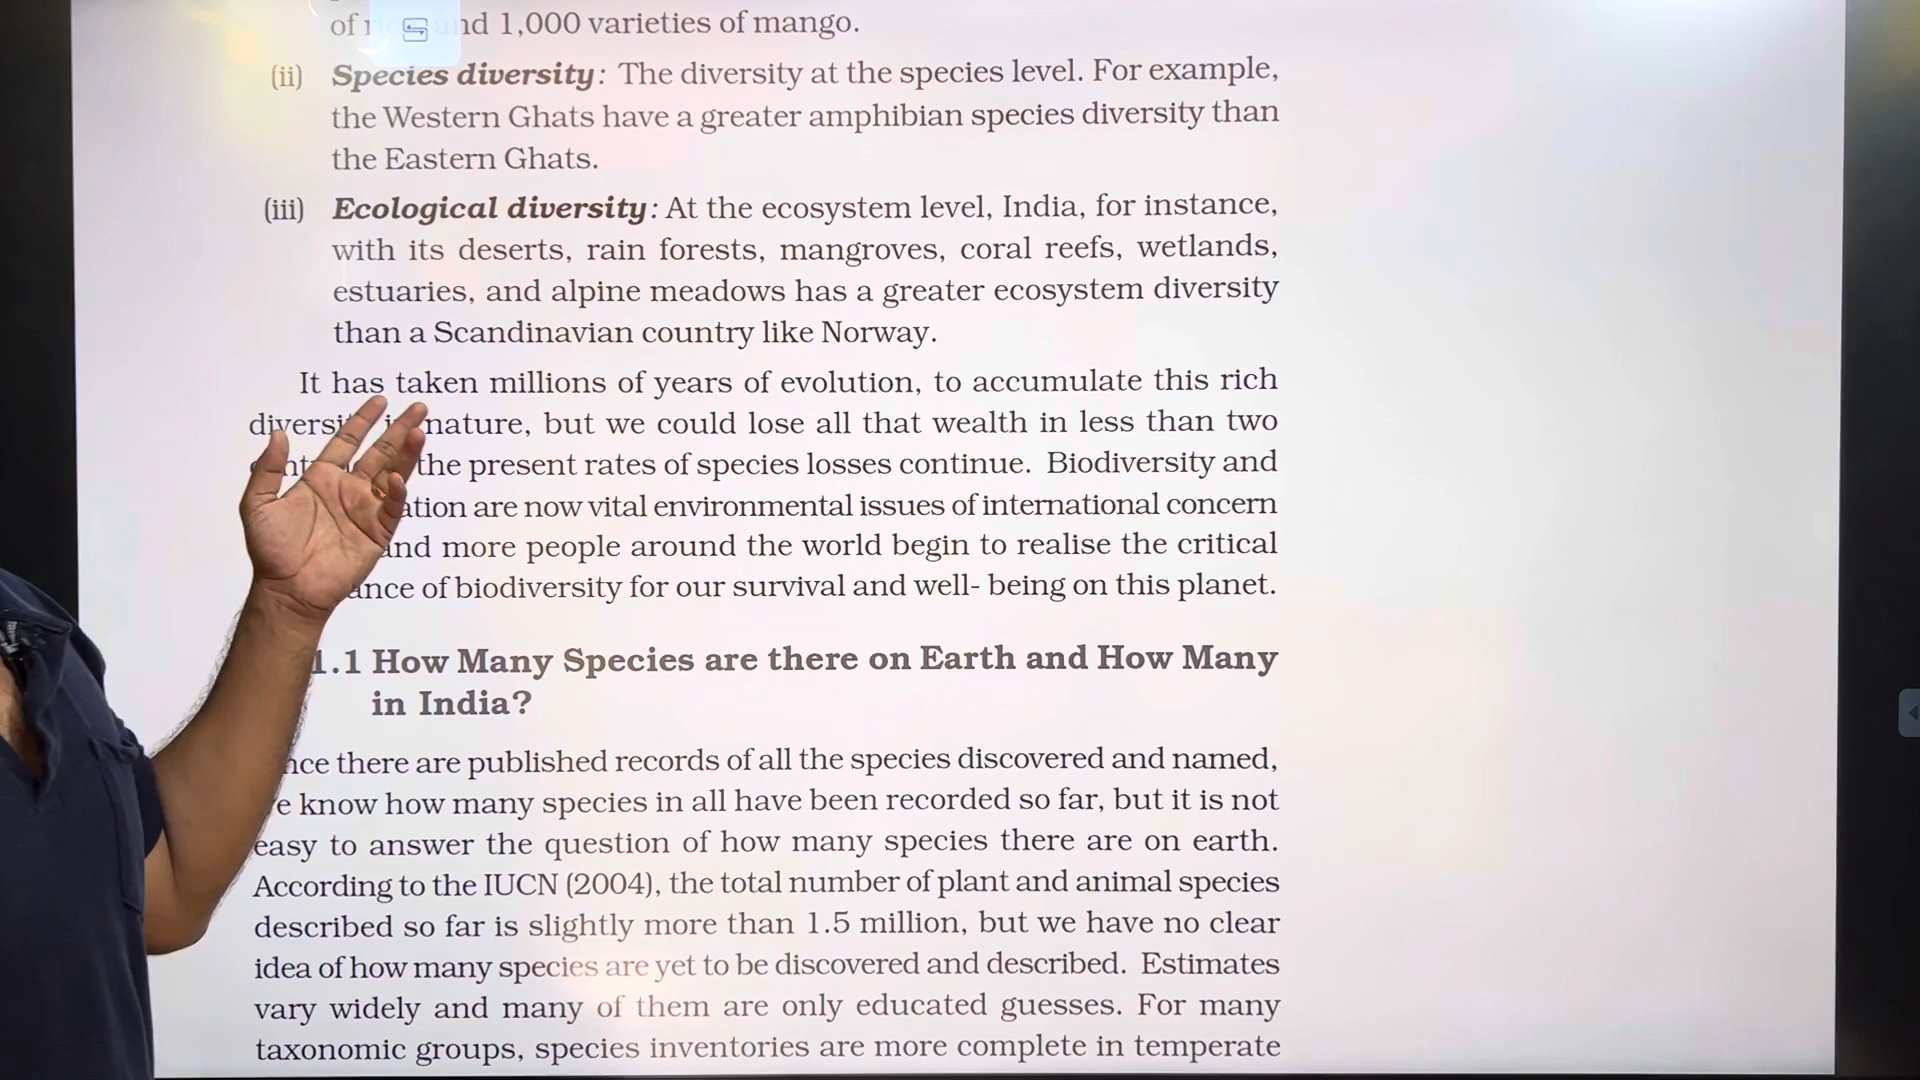 of and 1,000 varieties of mango.
(ii) Species diversity: The diversity at the species level. For example,
the Western Ghats have a greater amphibian species diversity than
the Eastern Ghats.
(iii) Ecological diversity: At the ecosystem level, India, for instance,
with its deserts, rain forests, mangroves, coral reefs, wetlands,
estuaries, and alpine meadows has a greater ecosystem diversity
than a Scandinavian country like Norway.
It has taken millions of years of evolution, to accumulate this rich
diversity in nature, but we could lose all that wealth in less than two
the present rates of species losses continue. Biodiversity and
are now vital environmental issues of international concern
and more people around the world begin to realise the critical
of biodiversity for our survival and well- being on this planet.
1.1 How Many Species are there on Earth and How Many
in India?
there are published records of all the species discovered and named,
know how many species in all have been recorded so far, but it is not
easy to answer the question of how many species there are on earth.
According to the IUCN (2004), the total number of plant and animal species
described so far is slightly more than 1.5 million, but we have no clear
idea of how many species are yet to be discovered and described. Estimates
vary widely and many of them are only educated guesses. For many
taxonomic groups, species inventories are more complete in temperate